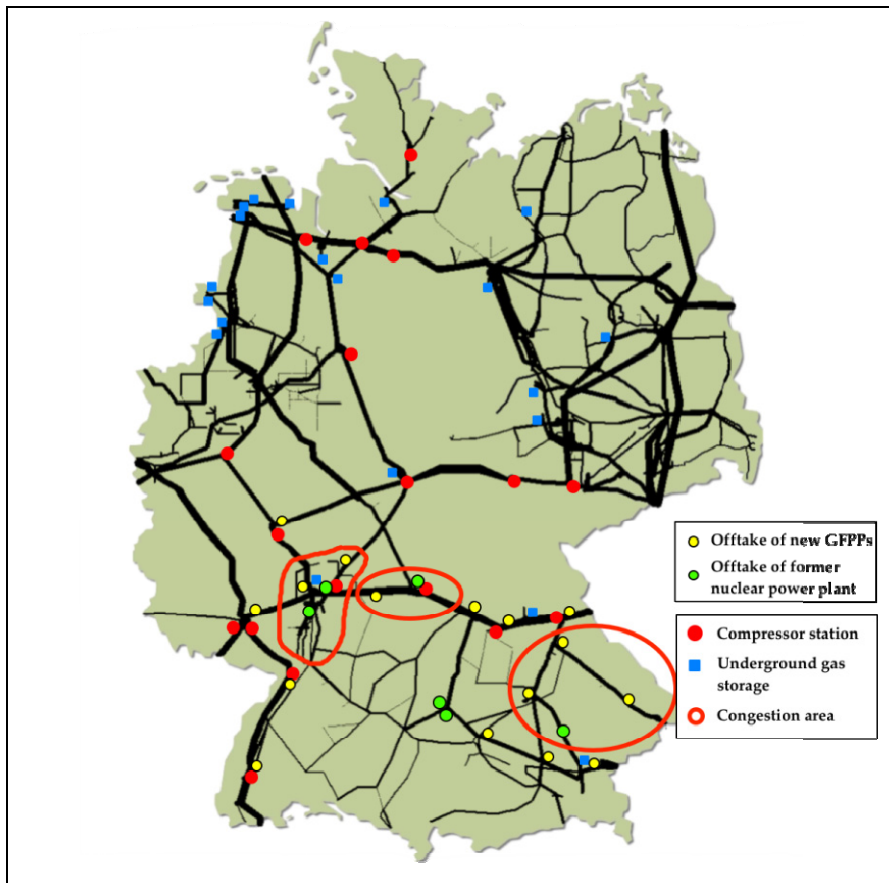 Offtake of new GFPPs
Offtake of former
nuclear power plant
Compressor station
Underground gas
storage
Congestion area